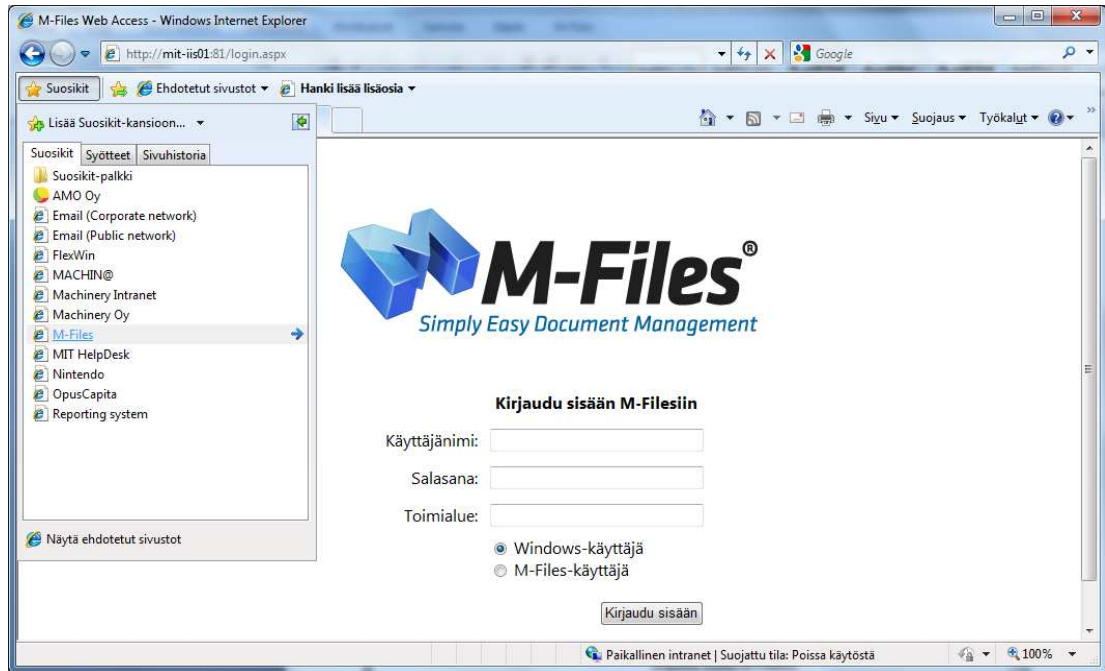 M-Files Web Access - Windows Internet Explorer
http://mit-iis01:81/login.aspx
Google
Suosikit
Ehdotetut sivustot
Hanki lisää lisäosia
Lisää Suosikit-kansioon...
Sivu
Suojaus
Työkalut
Suosikit Syötteet Sivuhistoria
Suosikit-palkki
AMO Oy
Email (Corporate network)
Email (Public network)
FlexWin
MACHIN@
Machinery Intranet
Machinery Oy
M-Files
MIT HelpDesk
Nintendo
OpusCapita
Reporting system
Näytä ehdotetut sivustot
M-Files®
Simply Easy Document Management
Kirjaudu sisään M-Filesiin
Käyttäjänimi:
Salasana:
Toimialue:
Windows-käyttäjä
M-Files-käyttäjä
Kirjaudu sisään
Paikallinen intranet | Suojattu tila: Poissa käytöstä
100%